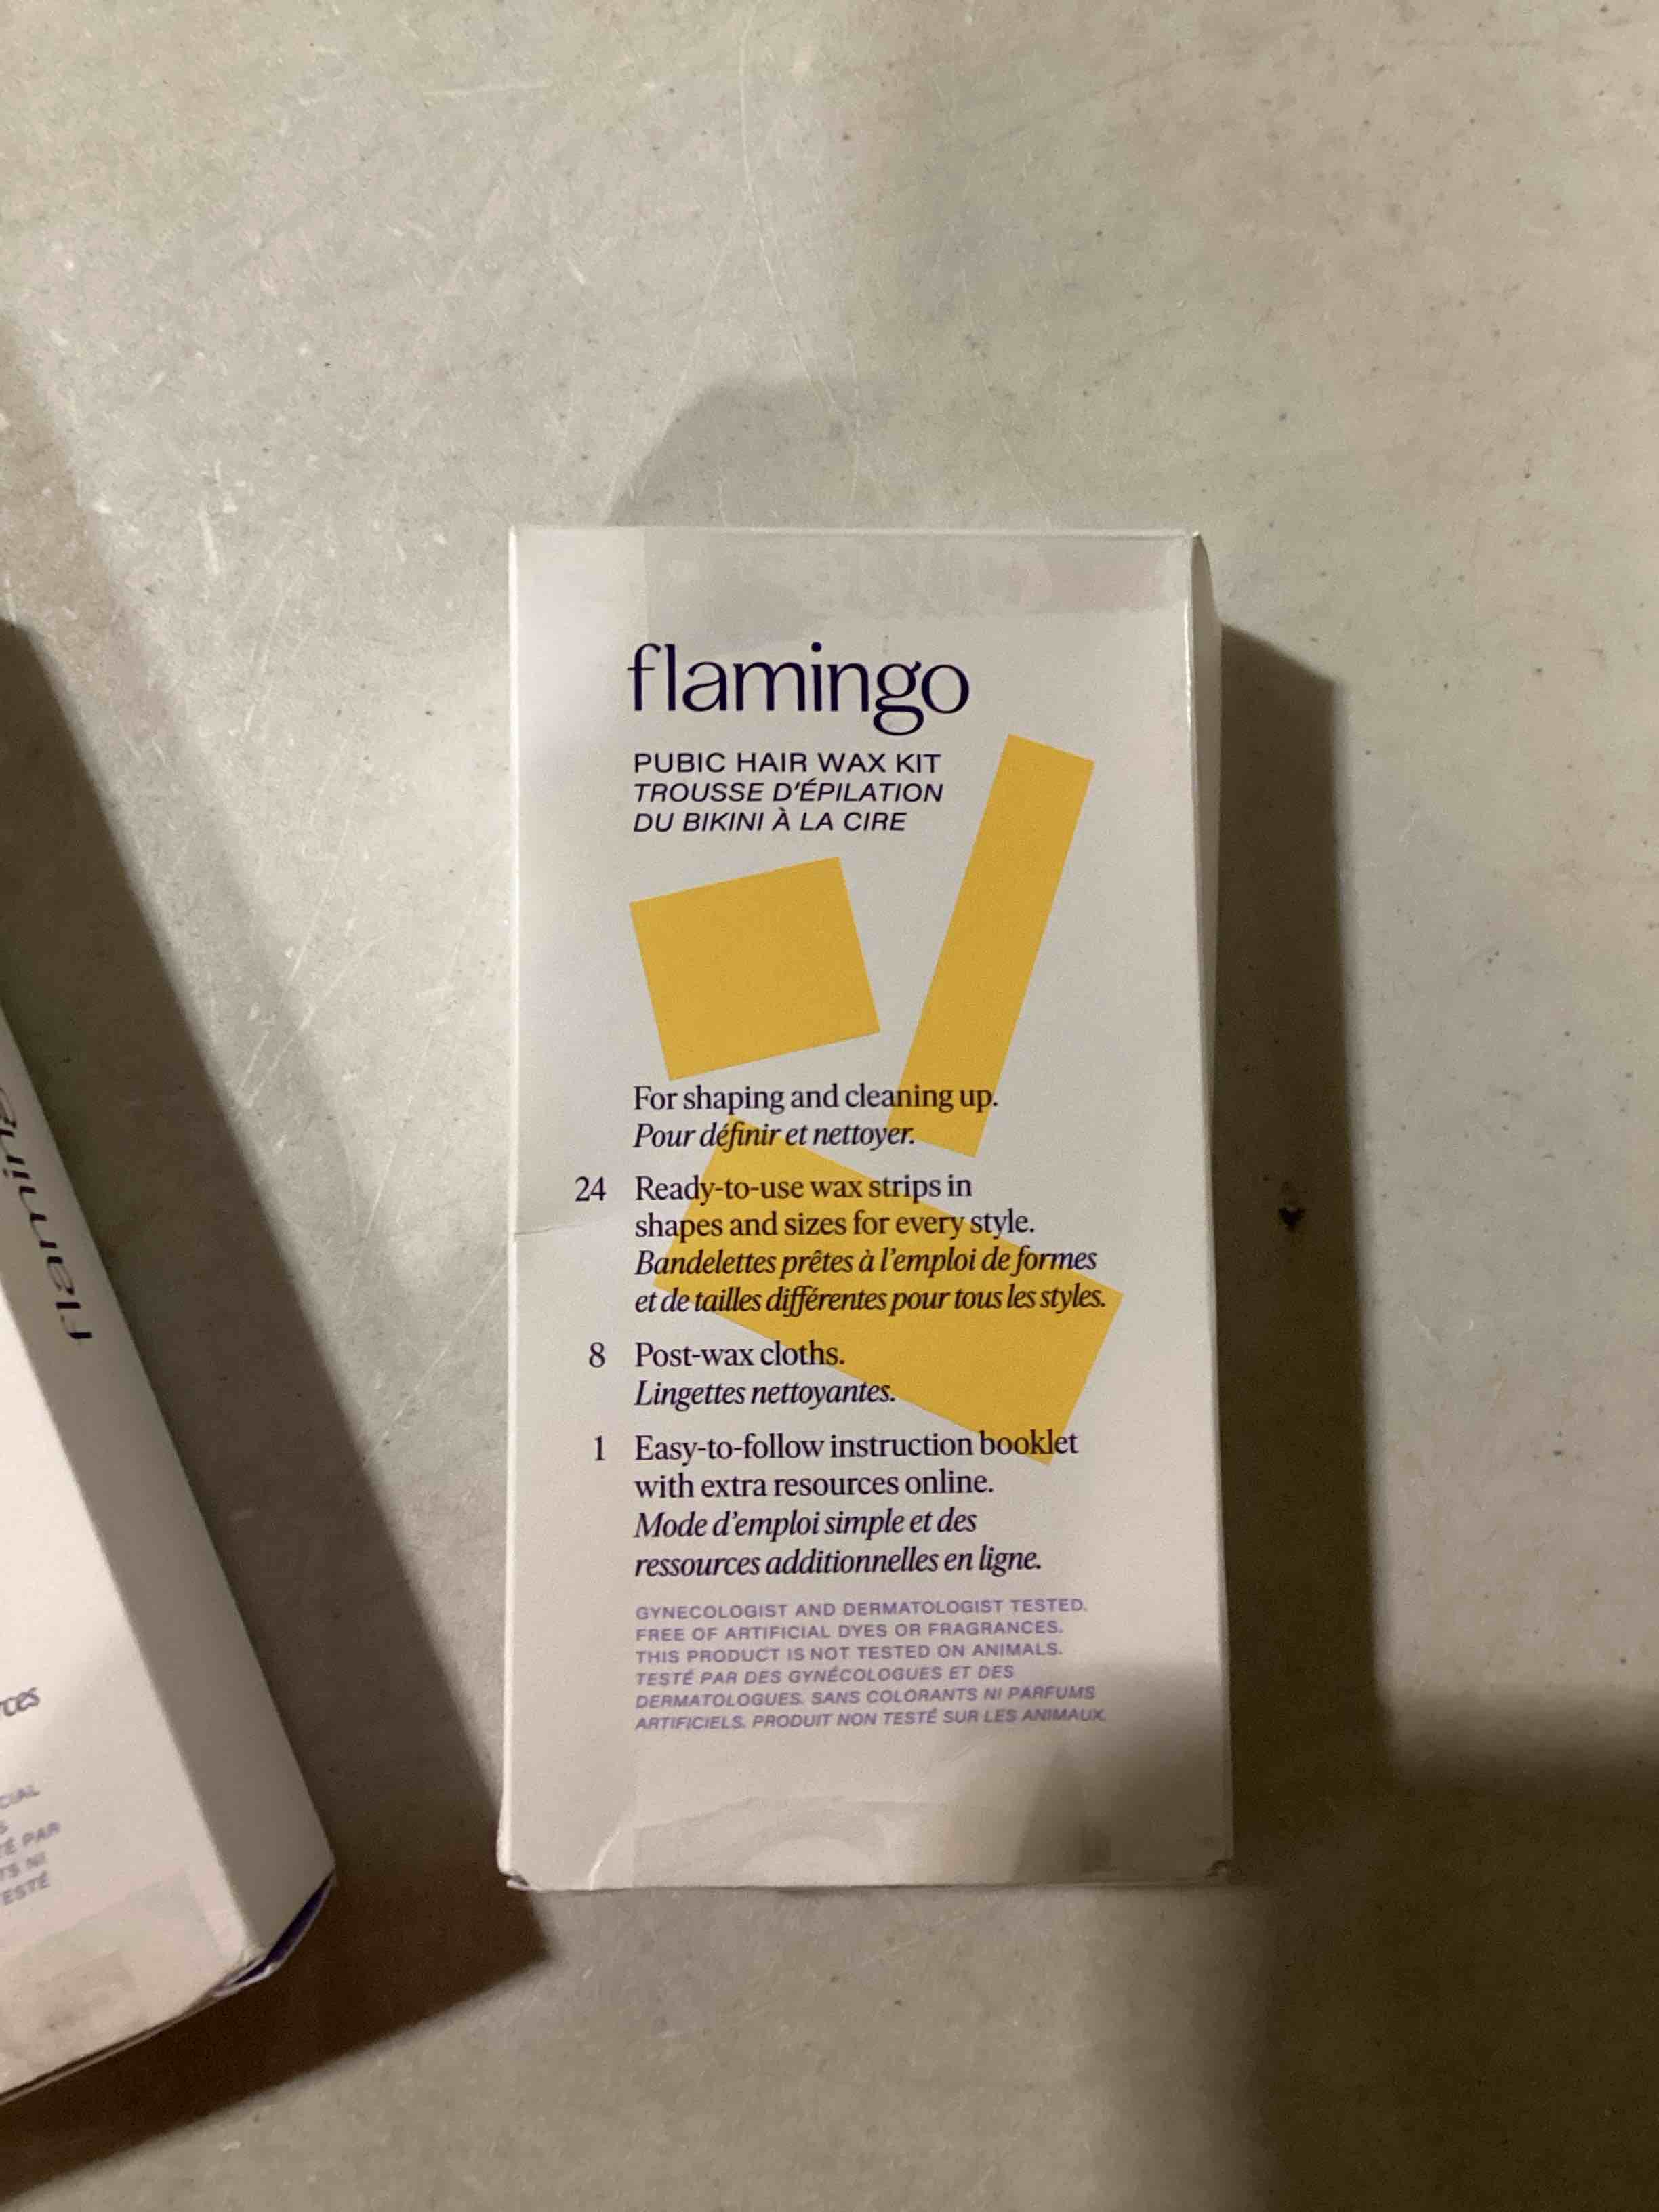 flamingo
PUBIC HAIR WAX KIT
TROUSSE D'ÉPILATION
DU BIKINI À LA CIRE
For shaping and cleaning up.
Pour définir et nettoyer.
24 Ready-to-use wax strips in
shapes and sizes for every style.
Bandelettes prêtes à l'emploi de formes
et de tailles différentes pour tous les styles.
8 Post-wax cloths.
Lingettes nettoyantes.
1 Easy-to-follow instruction booklet
with extra resources online.
Mode d'emploi simple et des
ressources additionnelles en ligne.
GYNECOLOGIST AND DERMATOLOGIST TESTED.
FREE OF ARTIFICIAL DYES OR FRAGRANCES.
THIS PRODUCT IS NOT TESTED ON ANIMALS.
TESTÉ PAR DES GYNÉCOLOGUES ET DES
DERMATOLOGUES. SANS COLORANTS NI PARFUMS
ARTIFICIELS. PRODUIT NON TESTÉ SUR LES ANIMAUX.
flamingo
PAR
NI